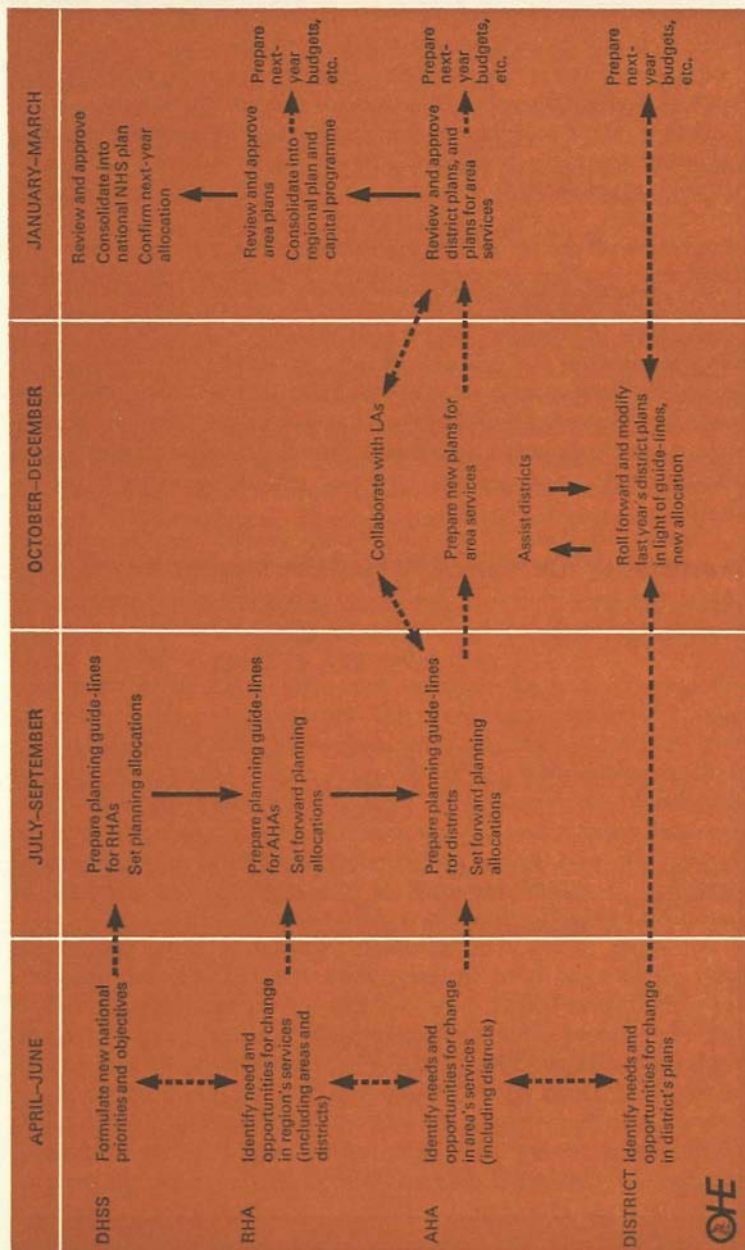 APRIL–JUNE
JULY–SEPTEMBER
OCTOBER–DECEMBER
JANUARY–MARCH
DHSS
Formulate new national
priorities and objectives
Prepare planning guide-lines
for RHAs
Set planning allocations
Review and approve
Consolidate into
national NHS plan
Confirm next-year
allocation
RHA
Identify need and
opportunities for change
in region's services
(including areas and
districts)
Prepare planning guide-lines
for AHAs
Set forward planning
allocations
Review and approve
area plans
Consolidate into
regional plan and
capital programme
Prepare
next-
year
budgets,
etc.
AHA
Identify needs and
opportunities for change
in area's services
(including districts)
Prepare planning guide-lines
tor districts
Set forward planning
allocations
Collaborate with LAs
Prepare new plans for
area services
Assist districts
Review and approve
district plans, and
plans for area
services
Prepare
next-
year
budgets,
etc.
DISTRICT
Identify needs and
opportunities for change
in district's plans
Roll forward and modify
last year's district plans
in light of guide-lines,
new allocation
Prepare
next-
year
budgets,
etc.
OHE